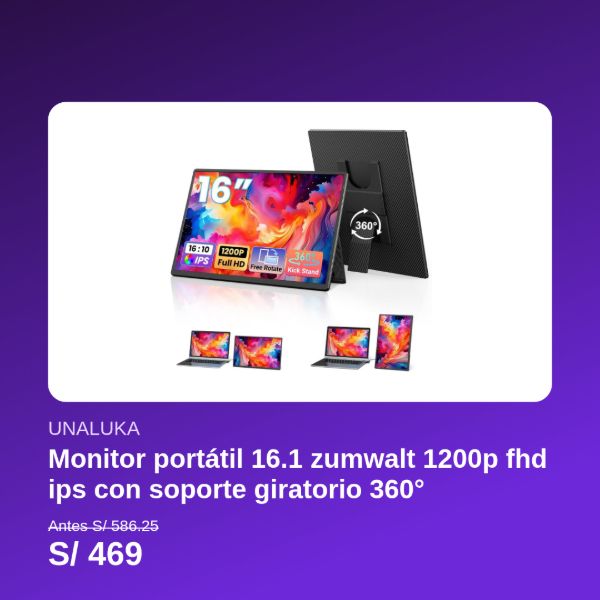 16”
16:10
IPS
1200P
Full HD
Free Rotate
360°
Kick Stand
360°
UNALUKA
Monitor portátil 16.1 zumwalt 1200p fhd
ips con soporte giratorio 360°
Antes S/ 586.25
S/ 469